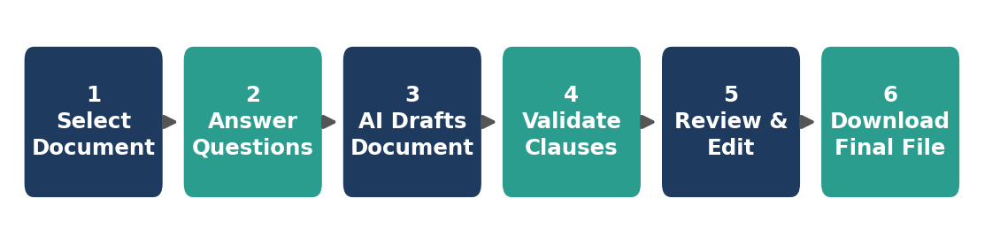 1
Select
Document
2
Answer
Questions
3
AI Drafts
Document
4
Validate
Clauses
5
Review &
Edit
6
Download
Final File